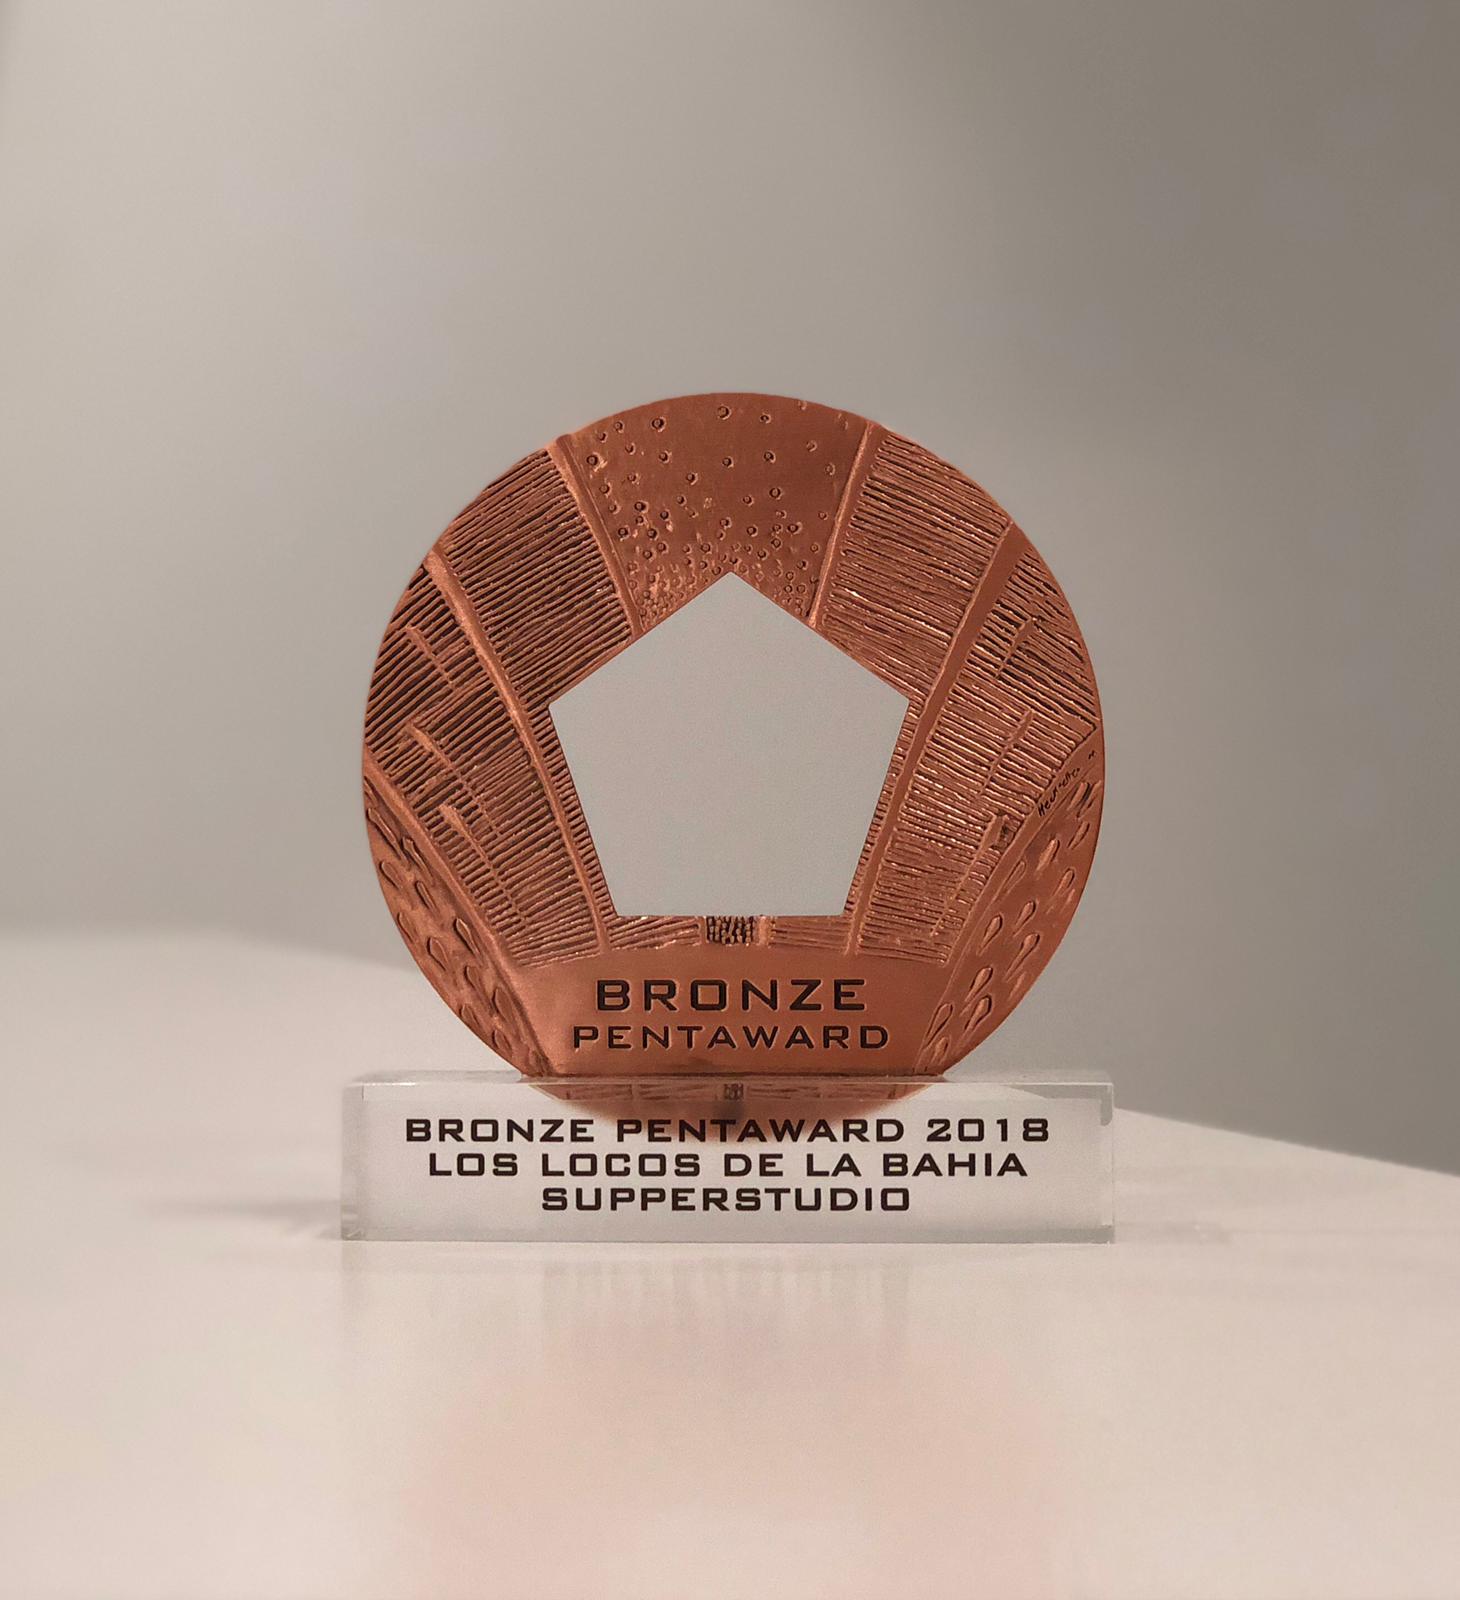 BRONZE
PENTAWARD
BRONZE PENTAWARD 2018
LOS LOCOS DE LA BAHIA
SUPPERSTUDIO